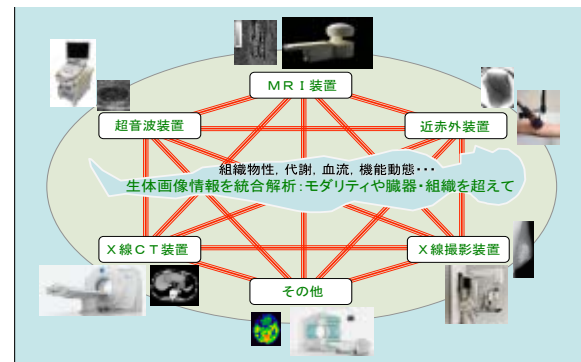 MRI装置
超音波装置
近赤外装置
組織物性, 代謝, 血流, 機能動態・・・
生体画像情報を統合解析:モダリティや臓器・組織を超えて
X線CT装置
X線撮影装置
その他